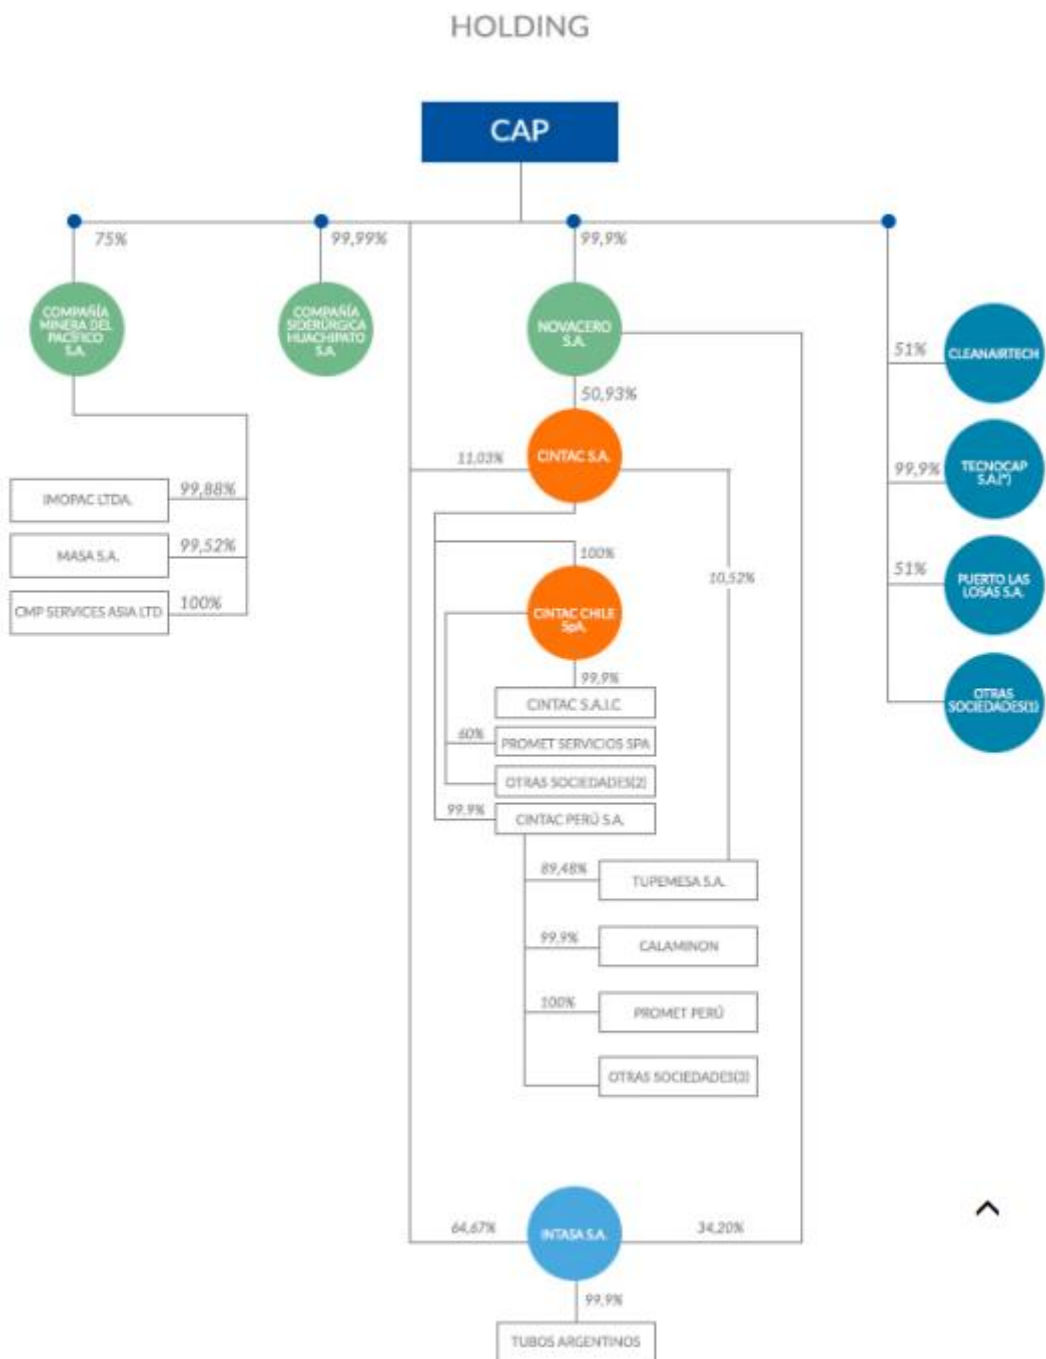 HOLDING
CAP
75%
99,99%
99,9%
COMPAÑÍA
MINERA DEL
PACÍFICO
S.A.
COMPAÑÍA
SIDERÚRGICA
HUACHIPATO
S.A.
NOVACERO
S.A.
51%
CLEANAIRTECH
50,93%
11,03%
CINTAC S.A.
99,9%
TECNOCAP
S.A.(*)
IMOPAC LTDA.
99,88%
MASA S.A.
99,52%
CMP SERVICES ASIA LTD
100%
100%
10,52%
51%
PUERTO LAS
LOSAS S.A.
CINTAC CHILE
SpA.
99,9%
CINTAC S.A.I.C
OTRAS
SOCIEDADES(1)
60%
PROMET SERVICIOS SPA
OTRAS SOCIEDADES(2)
99,9%
CINTAC PERÚ S.A.
89,48%
TUPEMESA S.A.
99,9%
CALAMINON
100%
PROMET PERÚ
OTRAS SOCIEDADES(3)
64,67%
INTASA S.A.
34,20%
99,9%
TUBOS ARGENTINOS